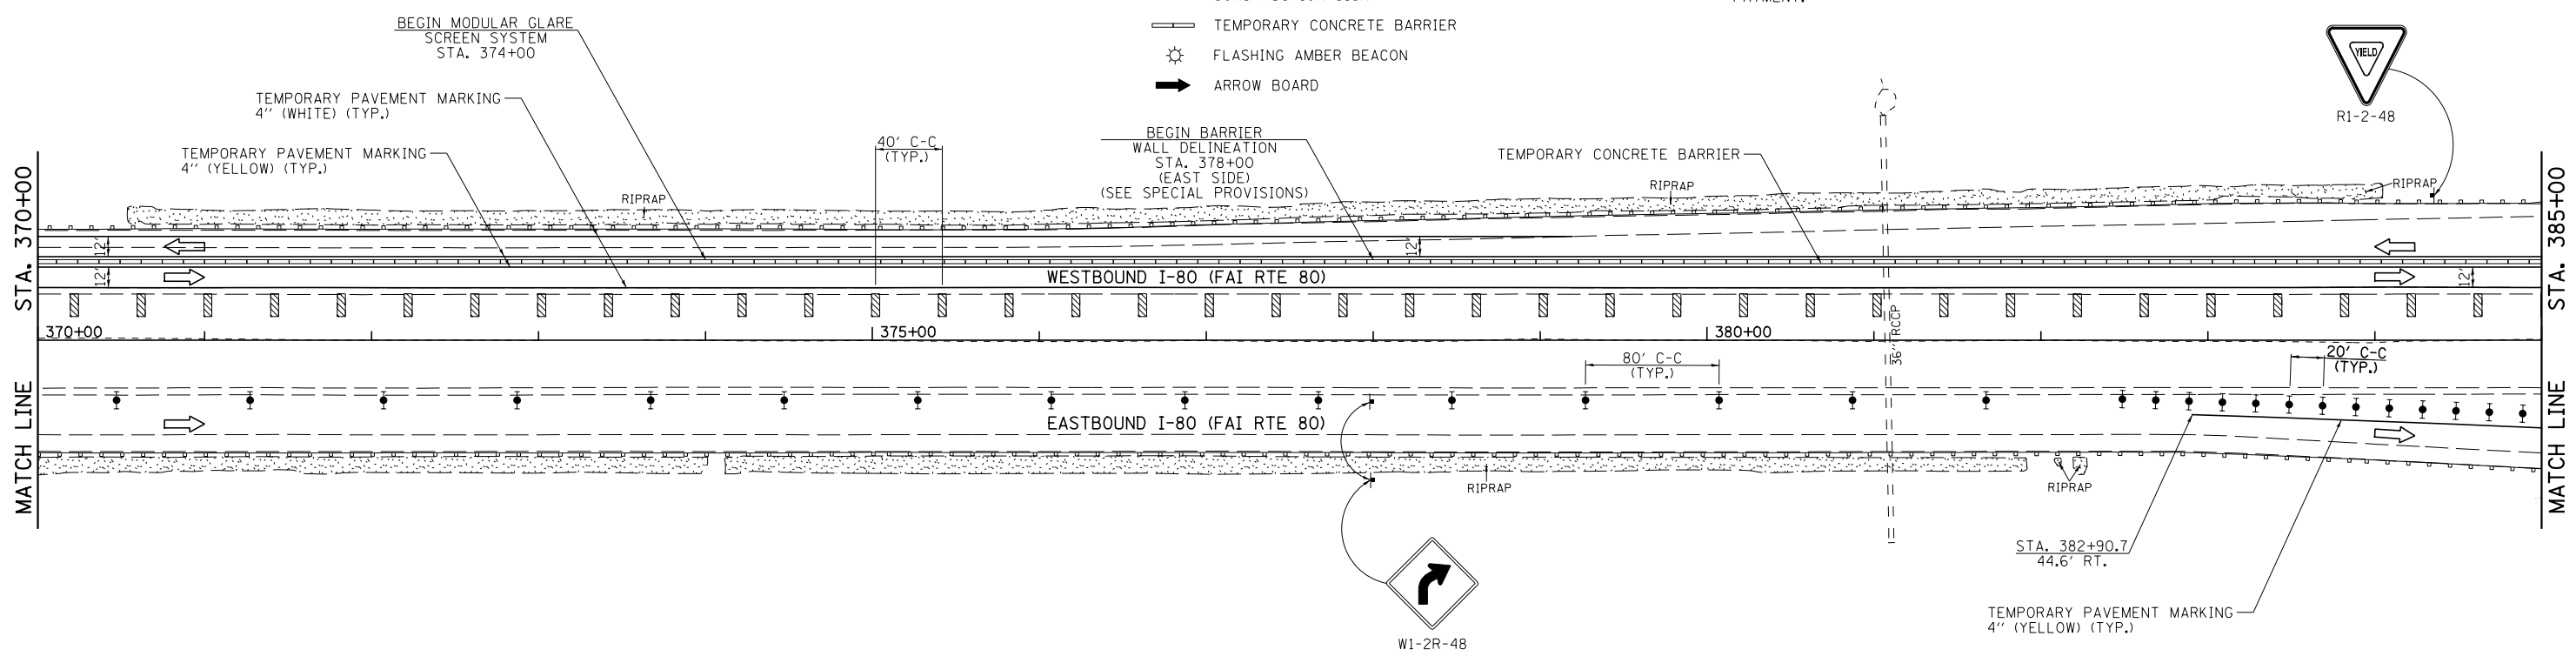 TEMPORARY CONCRETE BARRIER
FLASHING AMBER BEACON
ARROW BOARD
BEGIN MODULAR GLARE
SCREEN SYSTEM
STA. 374+00
TEMPORARY PAVEMENT MARKING
4'' (WHITE) (TYP.)
TEMPORARY PAVEMENT MARKING
4'' (YELLOW) (TYP.)
RIPRAP
40' C-C
(TYP.)
BEGIN BARRIER
WALL DELINEATION
STA. 378+00
(EAST SIDE)
(SEE SPECIAL PROVISIONS)
TEMPORARY CONCRETE BARRIER
RIPRAP
YIELD
R1-2-48
RIPRAP
STA. 370+00
12'
12'
12'
WESTBOUND I-80 (FAI RTE 80)
12'
STA. 385+00
370+00
375+00
380+00
36'' RCCP
80' C-C
(TYP.)
20' C-C
(TYP.)
MATCH LINE
EASTBOUND I-80 (FAI RTE 80)
MATCH LINE
RIPRAP
RIPRAP
STA. 382+90.7
44.6' RT.
TEMPORARY PAVEMENT MARKING
4'' (YELLOW) (TYP.)
W1-2R-48